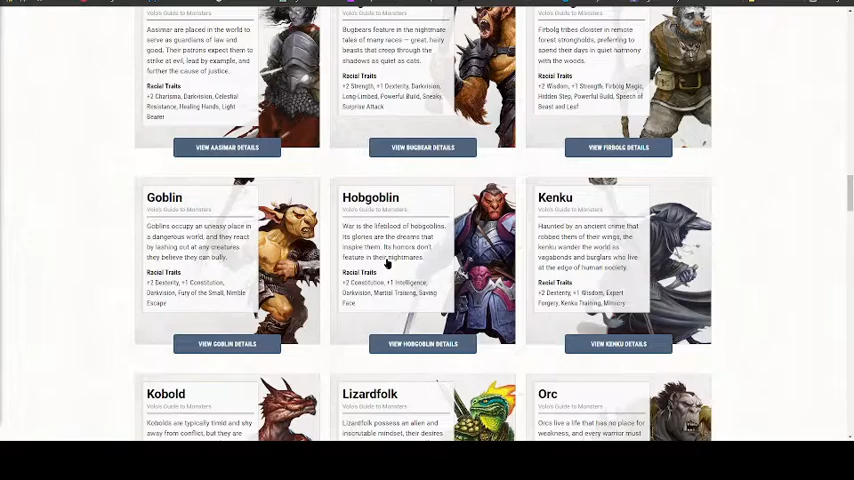 Volo's Guide to Monsters
Aasimar are placed in the world to
serve as guardians of law and
good. Their patrons expect them to
strike at evil, lead by example, and
further the cause of justice.
Racial Traits
+2 Charisma, Darkvision, Celestial
Resistance, Healing Hands, Light
Bearer
VIEW AASIMAR DETAILS
Volo's Guide to Monsters
Bugbears feature in the nightmare
tales of many races — great, hairy
beasts that creep through the
shadows as quiet as cats.
Racial Traits
+2 Strength, +1 Dexterity, Darkvision,
Long-Limbed, Powerful Build, Sneaky,
Surprise Attack
VIEW BUGBEAR DETAILS
Volo's Guide to Monsters
Firbolg tribes cloister in remote
forest strongholds, preferring to
spend their days in quiet harmony
with the woods.
Racial Traits
+2 Wisdom, +1 Strength, Firbolg Magic,
Hidden Step, Powerful Build, Speech of
Beast and Leaf
VIEW FIRBOLG DETAILS
Goblin
Volo's Guide to Monsters
Goblins occupy an uneasy place in
a dangerous world, and they react
by lashing out at any creatures
they believe they can bully.
Racial Traits
+2 Dexterity, +1 Constitution,
Darkvision, Fury of the Small, Nimble
Escape
VIEW GOBLIN DETAILS
Hobgoblin
Volo's Guide to Monsters
War is the lifeblood of hobgoblins.
Its glories are the dreams that
inspire them. Its horrors don't
feature in their nightmares.
Racial Traits
+2 Constitution, +1 Intelligence,
Darkvision, Martial Training, Saving
Face
VIEW HOBGOBLIN DETAILS
Kenku
Volo's Guide to Monsters
Haunted by an ancient crime that
robbed them of their wings, the
kenku wander the world as
vagabonds and burglars who live
at the edge of human society.
Racial Traits
+2 Dexterity, +1 Wisdom, Expert
Forgery, Kenku Training, Mimicry
VIEW KENKU DETAILS
Kobold
Volo's Guide to Monsters
Kobolds are typically timid and shy
away from conflict, but they are
Lizardfolk
Volo's Guide to Monsters
Lizardfolk possess an alien and
inscrutable mindset, their desires
Orc
Volo's Guide to Monsters
Orcs live a life that has no place for
weakness, and every warrior must